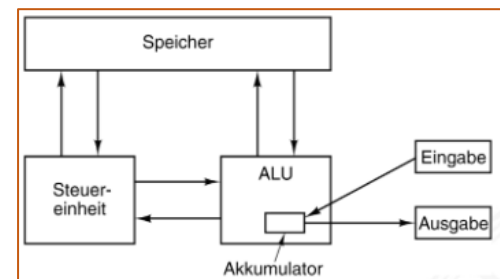 Speicher
Steuer-
einheit
ALU
Eingabe
Ausgabe
Akkumulator